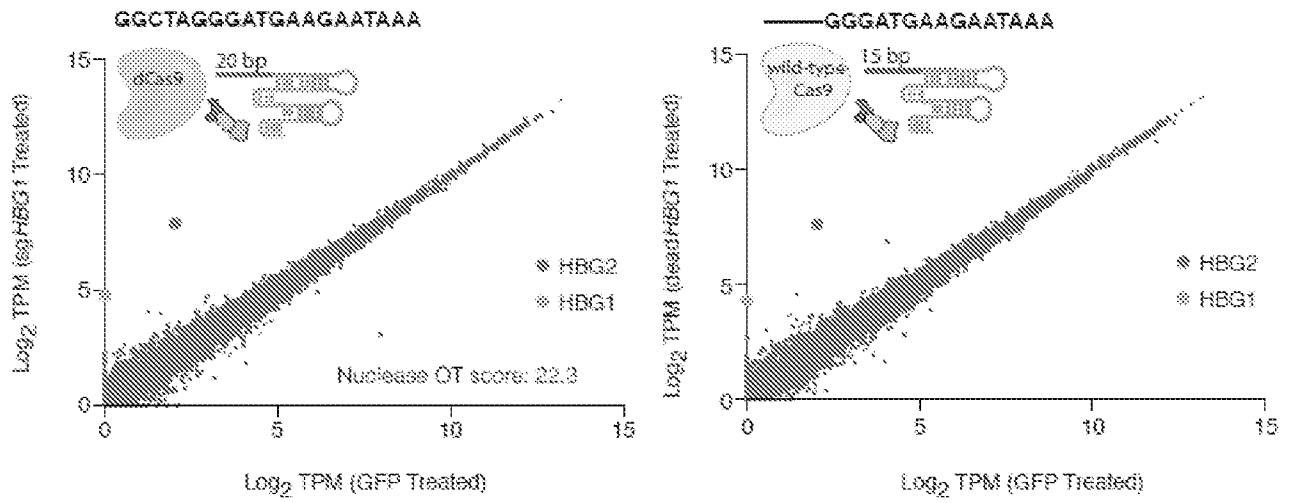 GGCTAGGGATGAAGAATAAA
15
dCas9
20 bp
10
5
0
HBG2
HBG1
Nuclease OT score: 22.3
0 5 10 15
Log2 TPM (sgHBG1 Treated)
Log2 TPM (GFP Treated)
GGGATGAAGAATAAA
15
wild-type
Cas9
15 bp
10
5
0
HBG2
HBG1
0 5 10 15
Log2 TPM (deadHBG1 Treated)
Log2 TPM (GFP Treated)